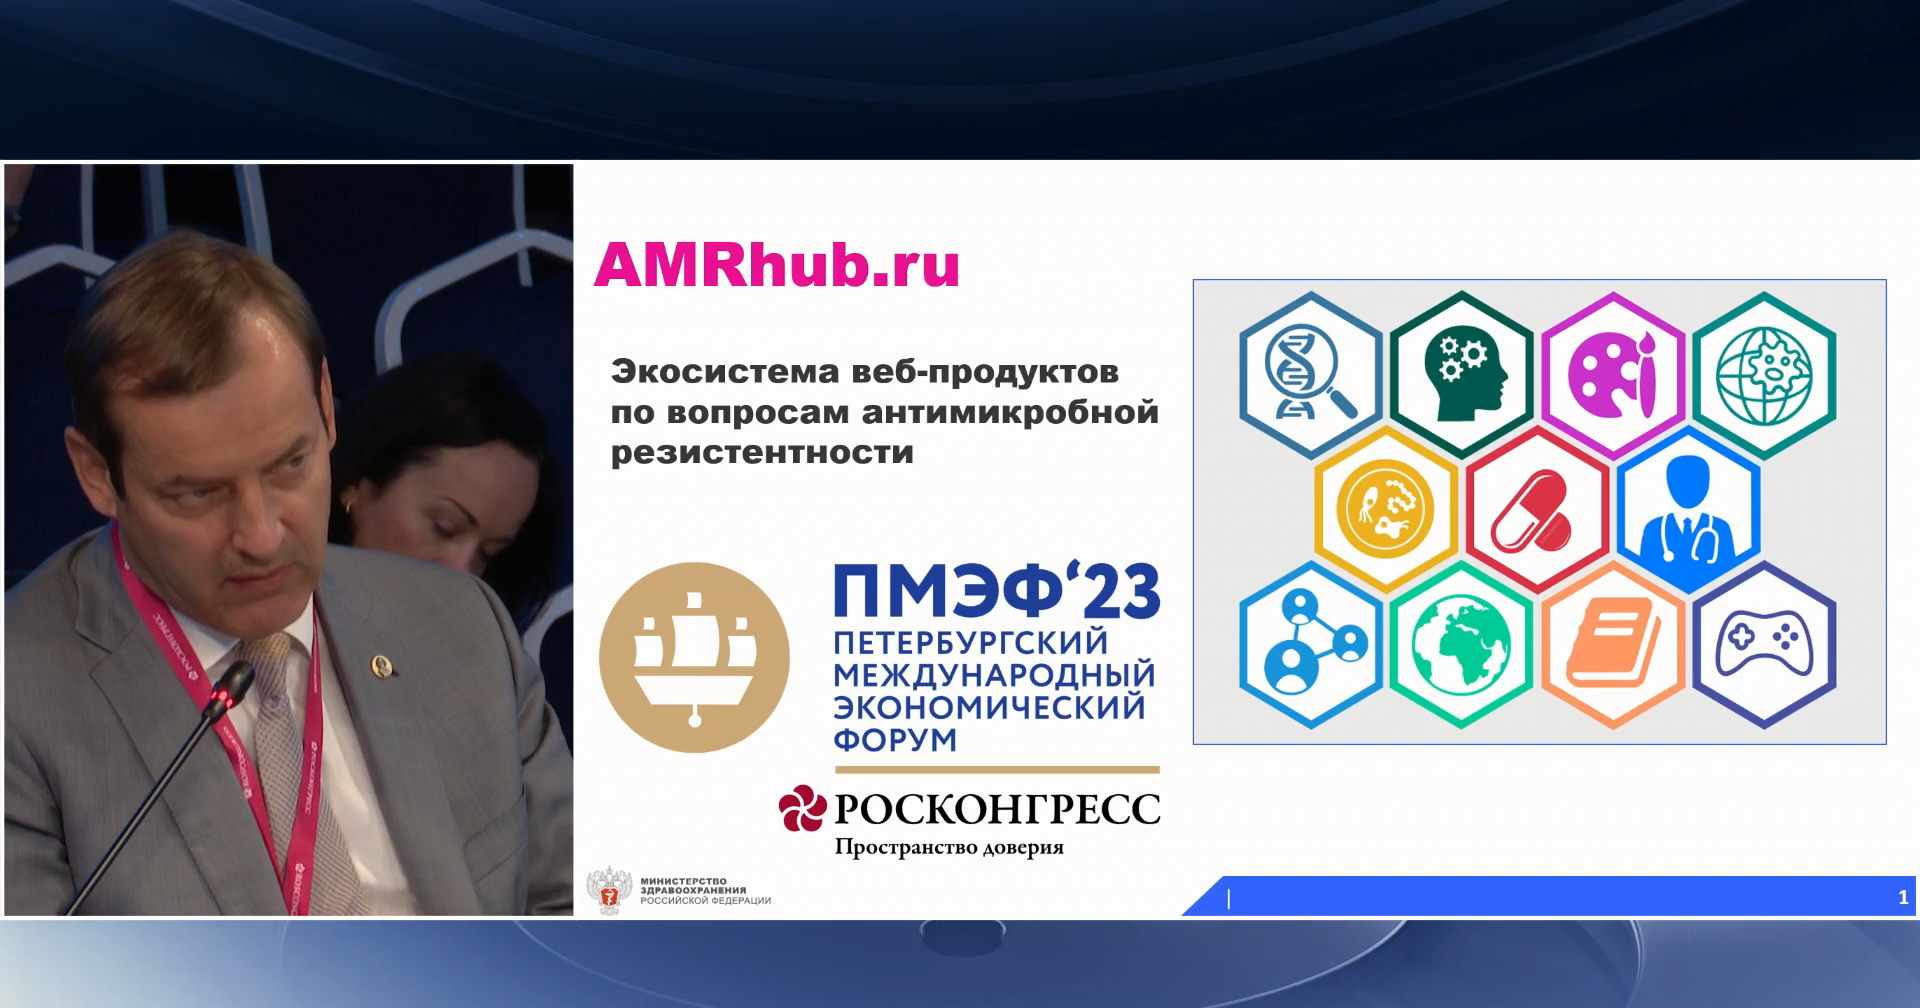 AMRhub.ru
Экосистема веб-продуктов
по вопросам антимикробной
резистентности
ПМЭФ‘23
ПЕТЕРБУРГСКИЙ
МЕЖДУНАРОДНЫЙ
ЭКОНОМИЧЕСКИЙ
ФОРУМ
РОСКОНГРЕСС
Пространство доверия
МИНИСТЕРСТВО
ЗДРАВООХРАНЕНИЯ
РОССИЙСКОЙ ФЕДЕРАЦИИ
| 1
РОСКОНГРЕСС